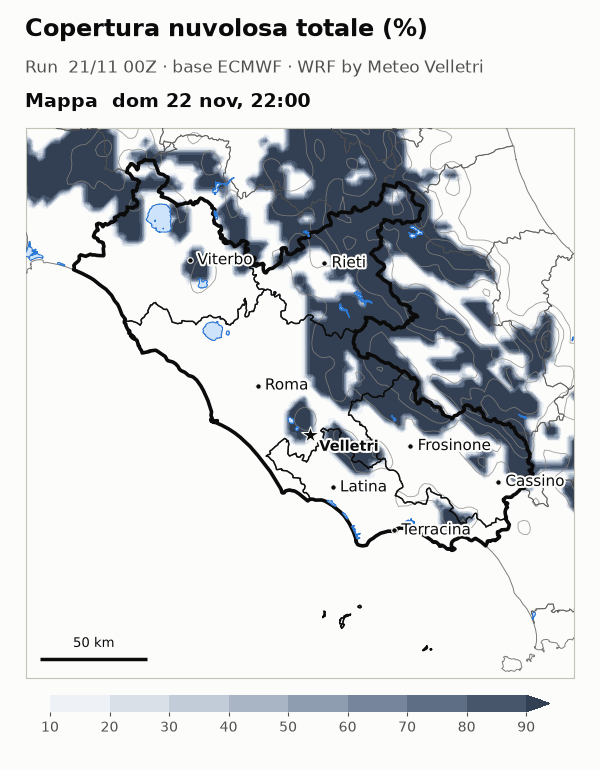 Copertura nuvolosa totale (%)
Run  21/11 00Z · base ECMWF · WRF by Meteo Velletri
Mappa  dom 22 nov, 22:00
Viterbo
Rieti
Roma
Velletri
Frosinone
Latina
Cassino
Terracina
50 km
10 20 30 40 50 60 70 80 90